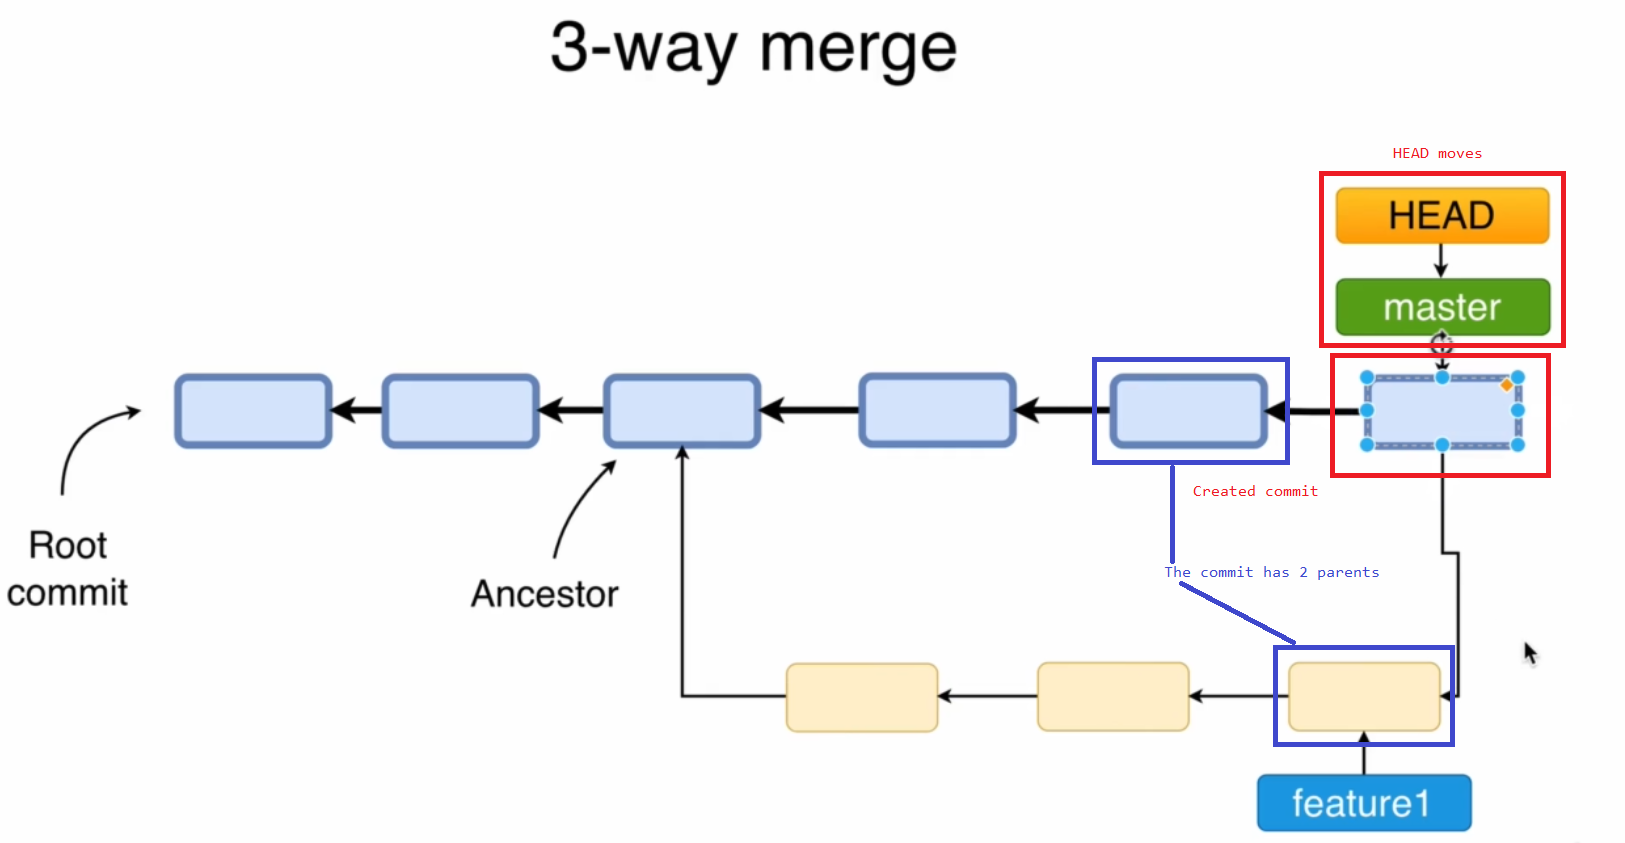 3-way merge
HEAD moves
HEAD
master
Created commit
Root
commit
Ancestor
The commit has 2 parents
feature1